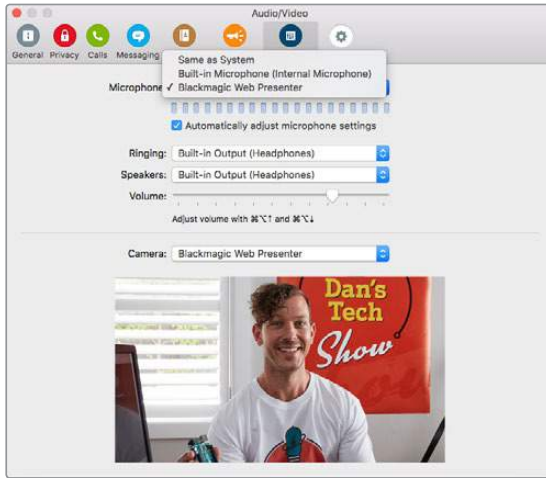 Audio/Video
General Privacy Calls Messaging
Same as System
Built-in Microphone (Internal Microphone)
Microphone: ✓ Blackmagic Web Presenter
Automatically adjust microphone settings
Ringing: Built-in Output (Headphones)
Speakers: Built-in Output (Headphones)
Volume:
Adjust volume with ⌘⌥↑ and ⌘⌥↓
Camera: Blackmagic Web Presenter
Dan's
Tech
Show